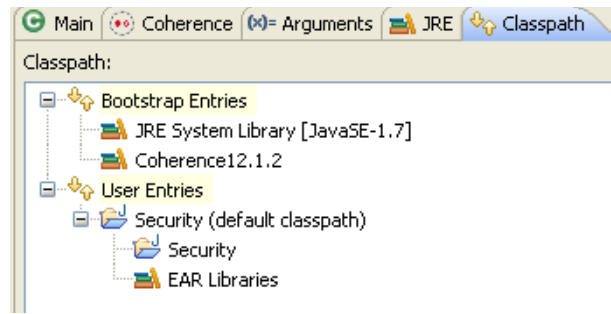 Main Coherence (x)= Arguments JRE Classpath
Classpath:
Bootstrap Entries
JRE System Library [JavaSE-1.7]
Coherence12.1.2
User Entries
Security (default classpath)
Security
EAR Libraries